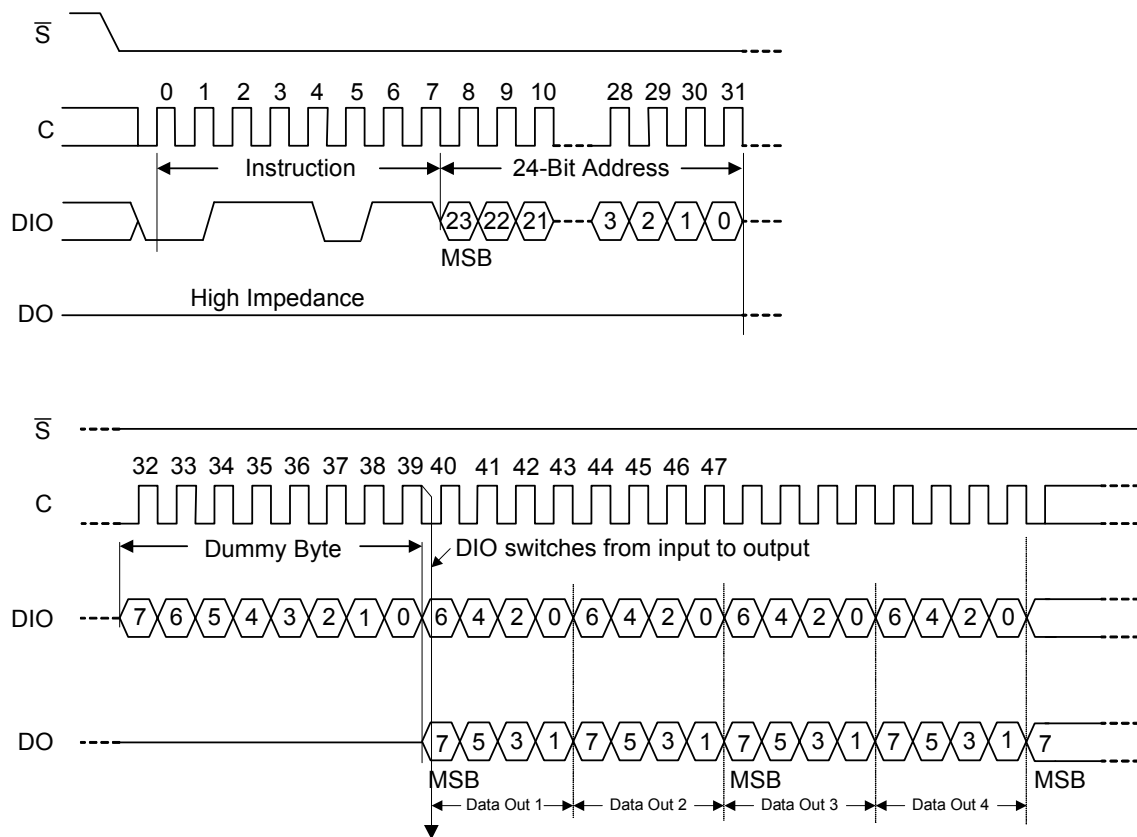 S
0 1 2 3 4 5 6 7 8 9 10 28 29 30 31
C
Instruction 24-Bit Address
DIO 23 22 21 3 2 1 0
MSB
High Impedance
DO
S
32 33 34 35 36 37 38 39 40 41 42 43 44 45 46 47
C
Dummy Byte DIO switches from input to output
DIO 7 6 5 4 3 2 1 0 6 4 2 0 6 4 2 0 6 4 2 0 6 4 2 0
DO 7 5 3 1 7 5 3 1 7 5 3 1 7 5 3 1 7
MSB MSB MSB
Data Out 1 Data Out 2 Data Out 3 Data Out 4